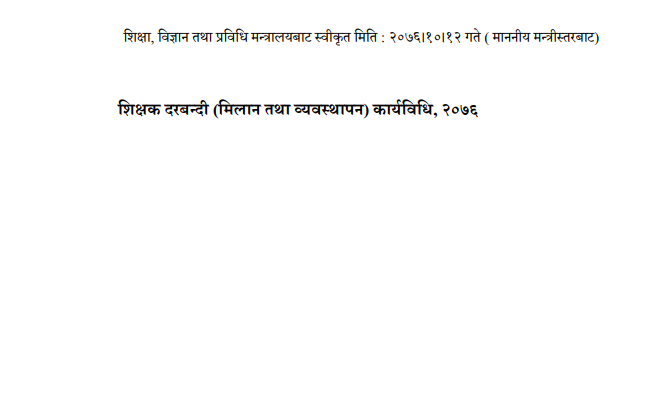 शिक्षा, विज्ञान तथा प्रविधि मन्त्रालयबाट स्वीकृत मिति : २०७६।१०।१२ गते ( माननीय मन्त्रीस्तरबाट)
शिक्षक दरबन्दी (मिलान तथा व्यवस्थापन) कार्यविधि, २०७६